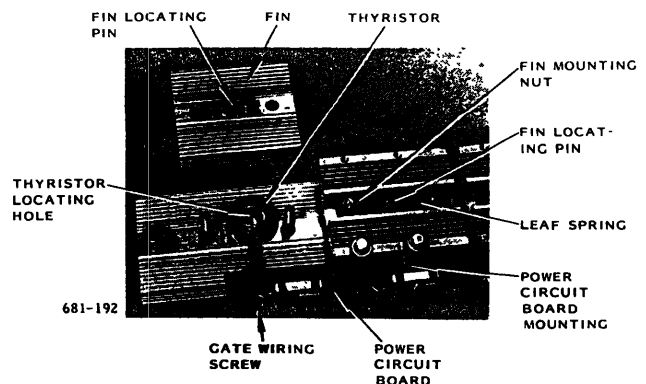 FIN LOCATING
PIN
FIN
THYRISTOR
FIN MOUNTING
NUT
FIN LOCAT-
ING PIN
THYRISTOR
LOCATING
HOLE
LEAF SPRING
POWER
CIRCUIT
BOARD
MOUNTING
681-192
GATE WIRING
SCREW
POWER
CIRCUIT
BOARD